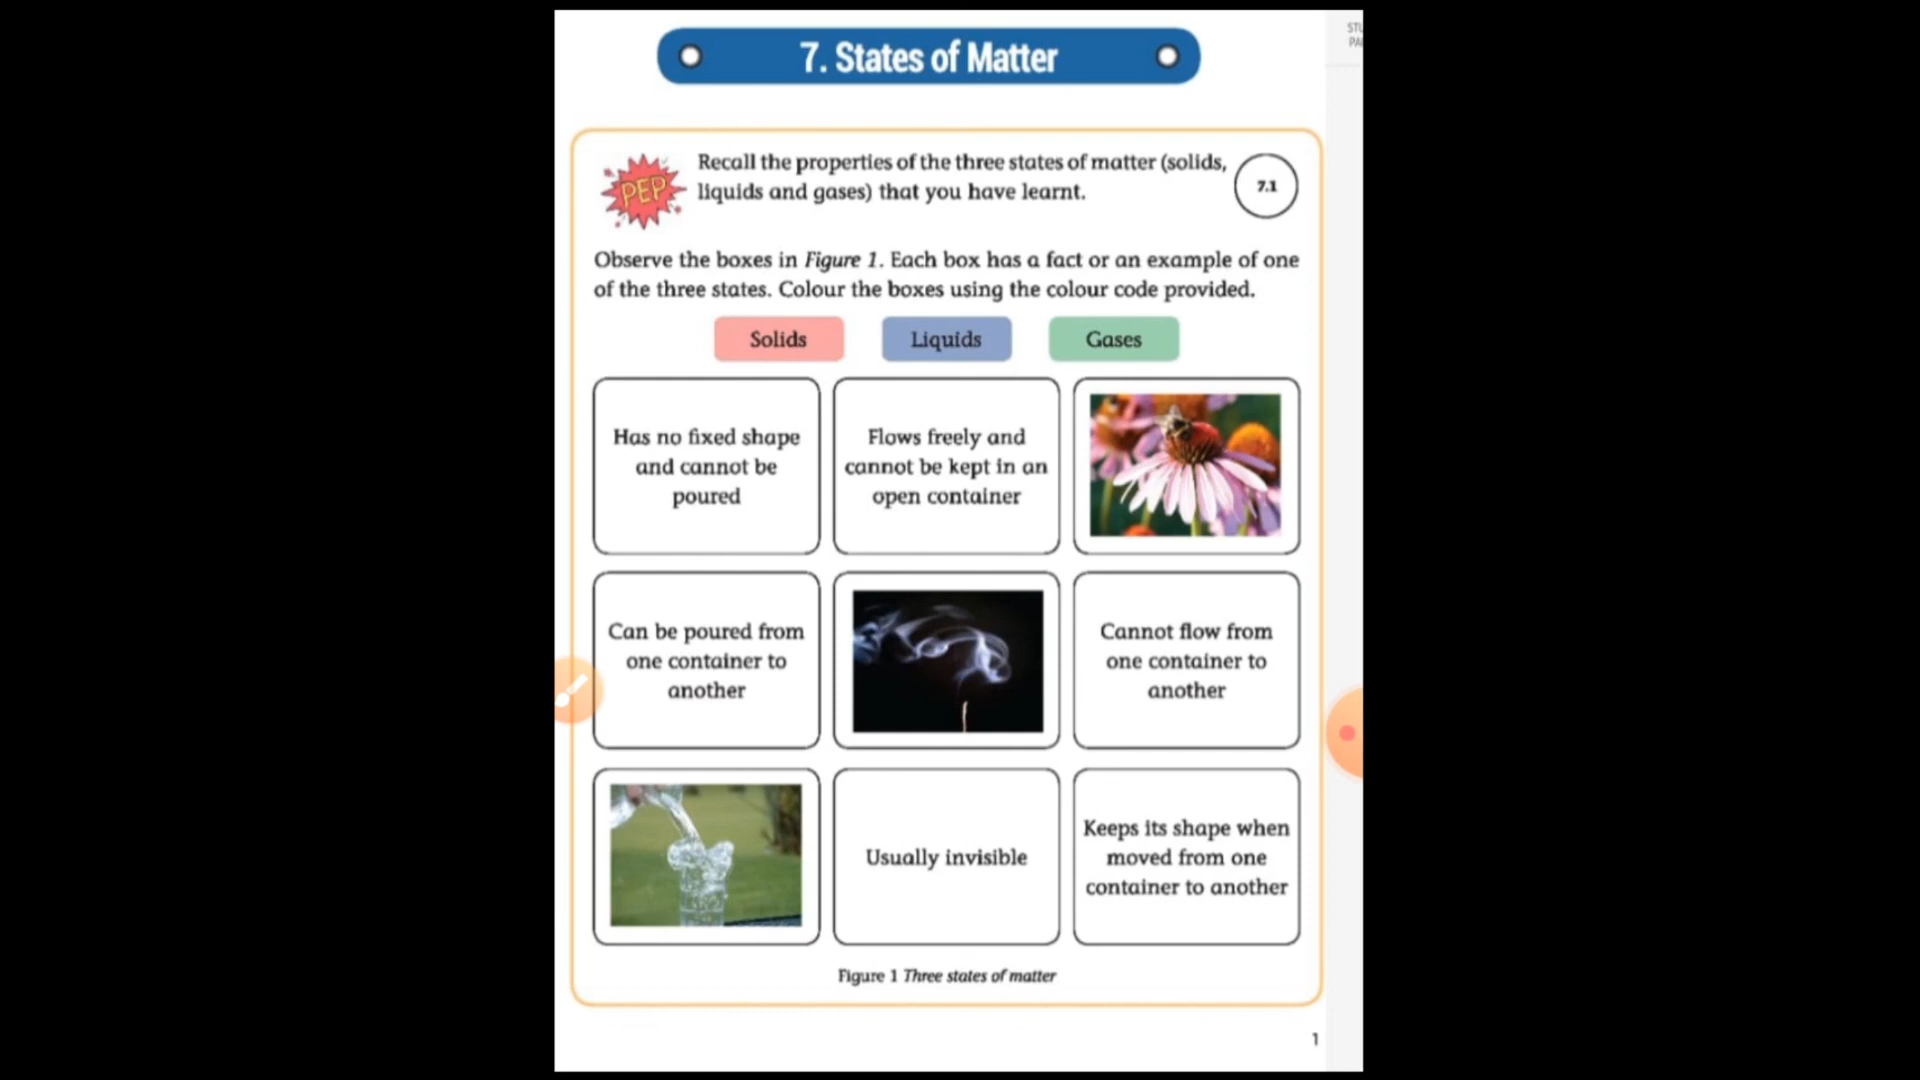 7. States of Matter
STU
PA
PEP
Recall the properties of the three states of matter (solids,
liquids and gases) that you have learnt.
7.1
Observe the boxes in Figure 1. Each box has a fact or an example of one
of the three states. Colour the boxes using the colour code provided.
Solids
Liquids
Gases
Has no fixed shape
and cannot be
poured
Flows freely and
cannot be kept in an
open container
Can be poured from
one container to
another
Cannot flow from
one container to
another
Usually invisible
Keeps its shape when
moved from one
container to another
Figure 1 Three states of matter
1